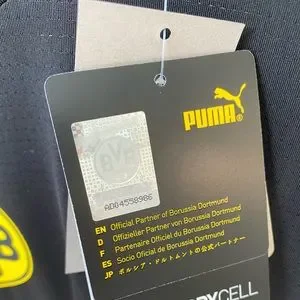 PUMA®
BVB
AD04558986
EN Official Partner of Borussia Dortmund
D Offizieller Partner von Borussia Dortmund
F Partenaire Officiel du Borussia Dortmund
ES Socio Oficial de Borussia Dortmund
JP ボルシア・ドルトムントの公式パートナー
CELL